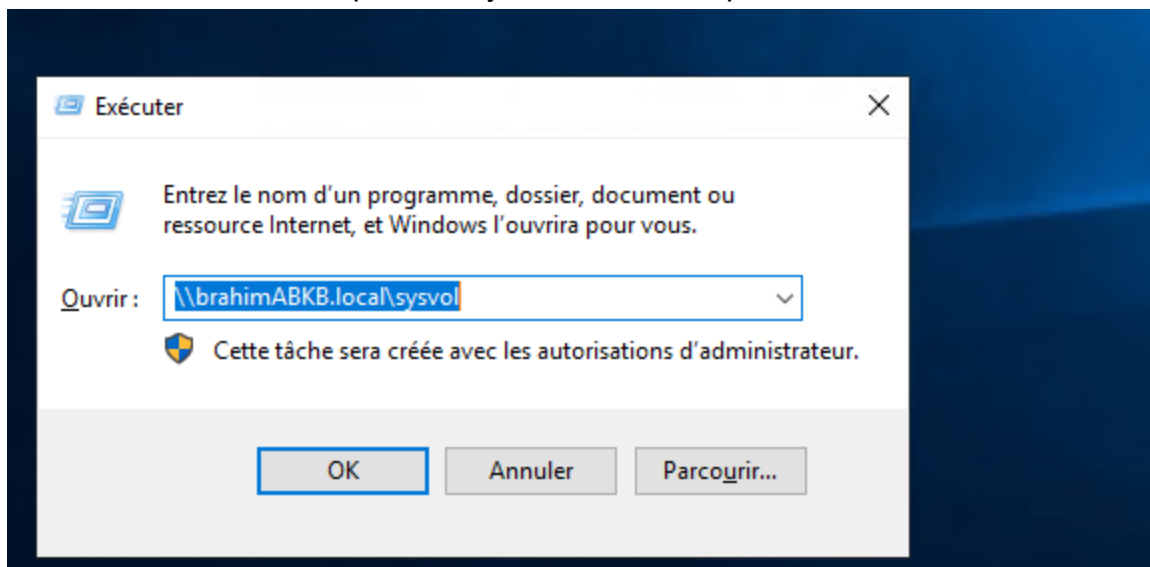 Exécuter
Entrez le nom d'un programme, dossier, document ou
ressource Internet, et Windows l'ouvrira pour vous.
Ouvrir :
\\brahimABKB.local\sysvol
Cette tâche sera créée avec les autorisations d'administrateur.
OK
Annuler
Parcourir...